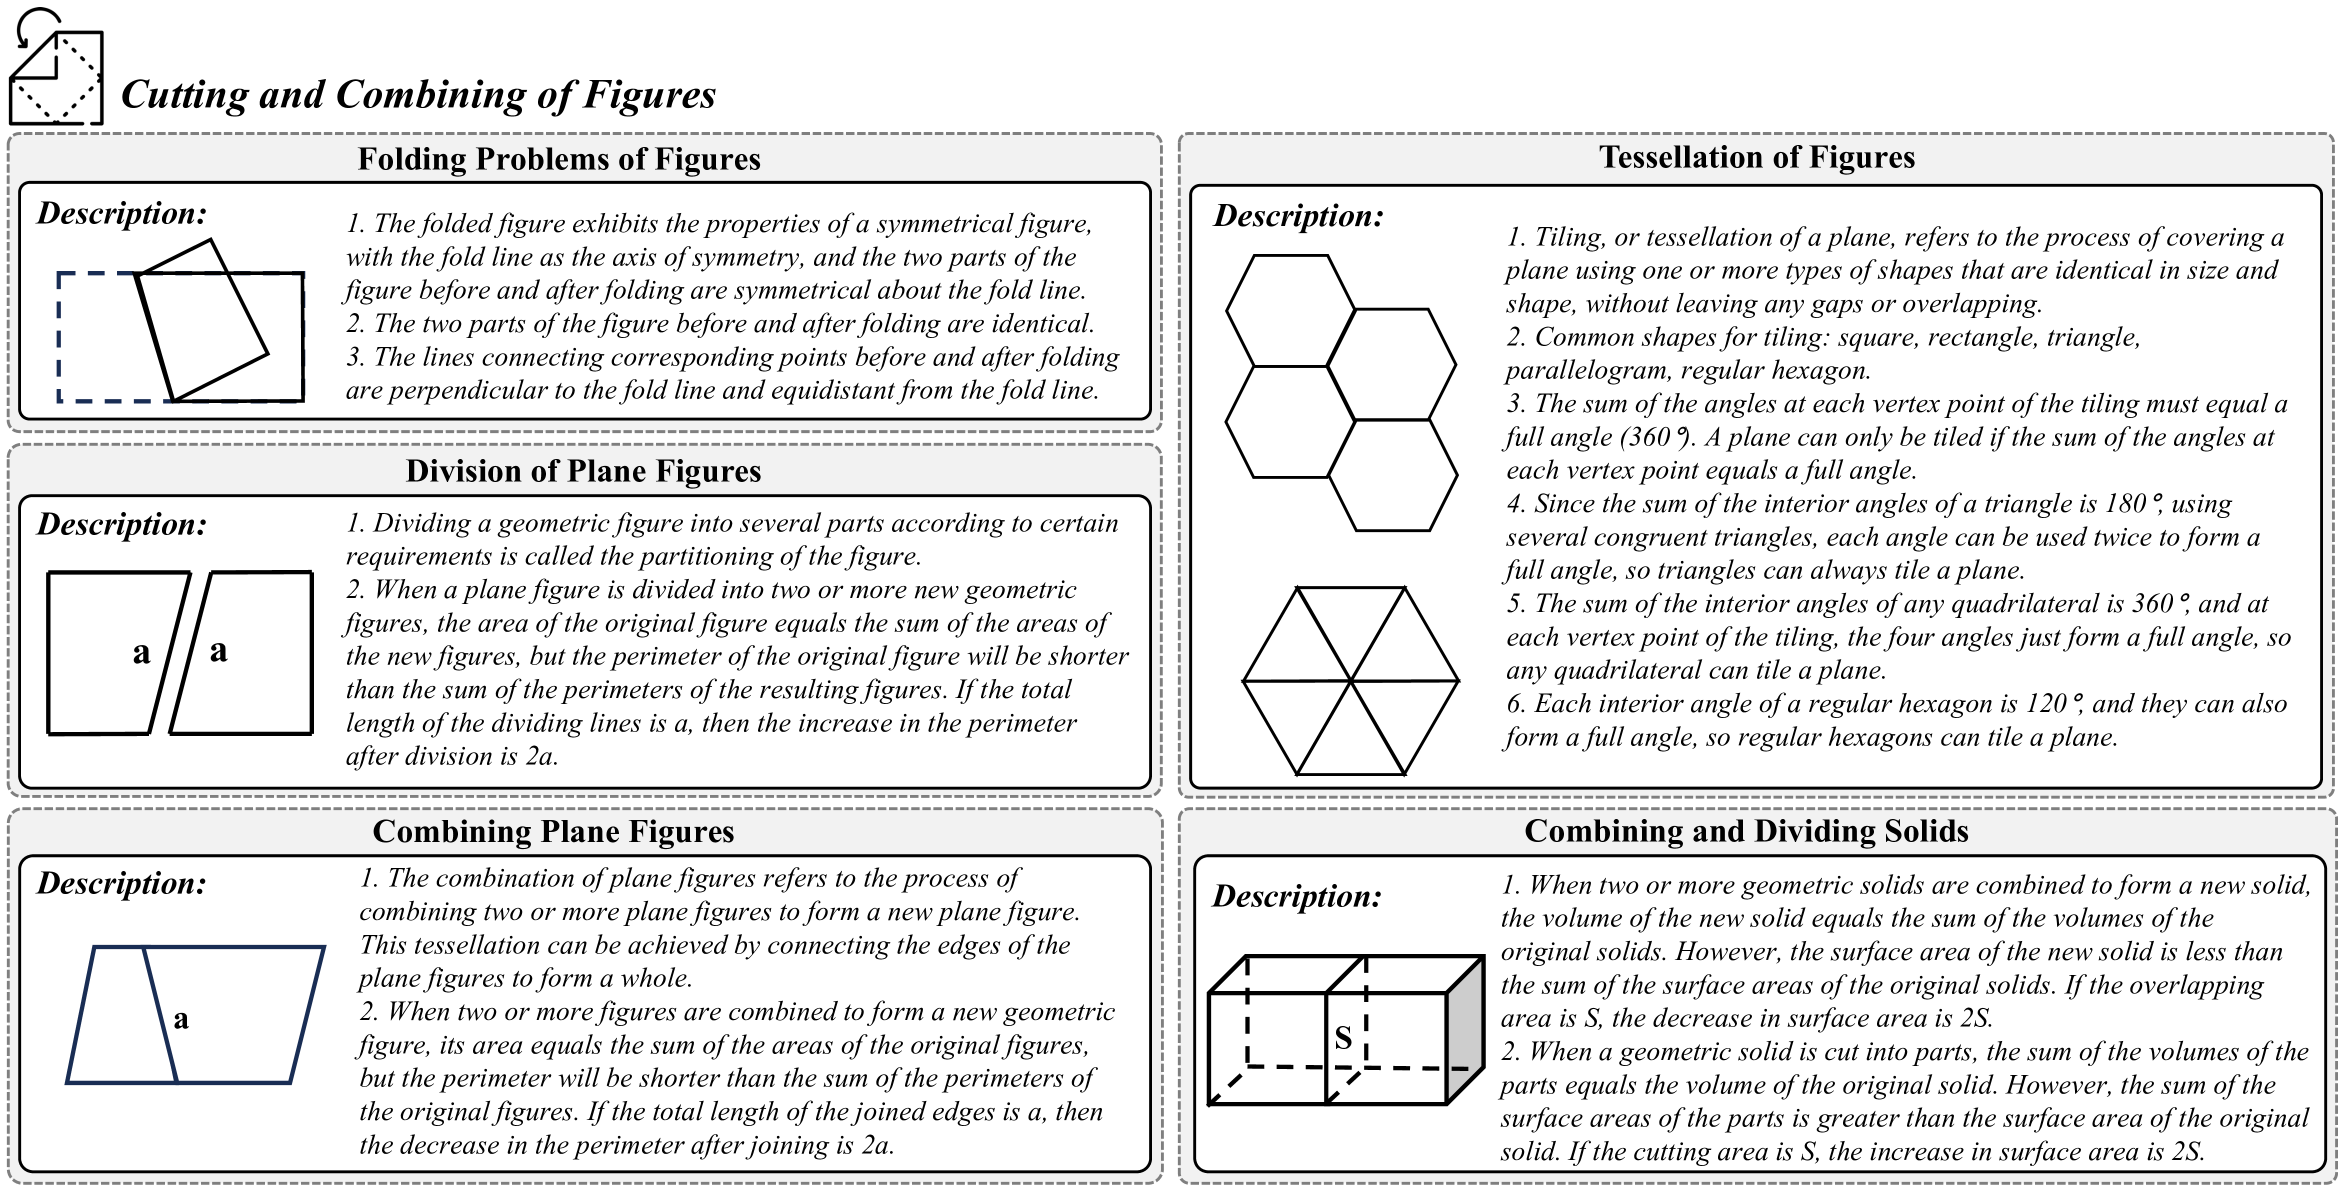 Cutting and Combining of Figures
Folding Problems of Figures
Description:
1. The folded figure exhibits the properties of a symmetrical figure,
with the fold line as the axis of symmetry, and the two parts of the
figure before and after folding are symmetrical about the fold line.
2. The two parts of the figure before and after folding are identical.
3. The lines connecting corresponding points before and after folding
are perpendicular to the fold line and equidistant from the fold line.
Division of Plane Figures
Description:
a
a
1. Dividing a geometric figure into several parts according to certain
requirements is called the partitioning of the figure.
2. When a plane figure is divided into two or more new geometric
figures, the area of the original figure equals the sum of the areas of
the new figures, but the perimeter of the original figure will be shorter
than the sum of the perimeters of the resulting figures. If the total
length of the dividing lines is a, then the increase in the perimeter
after division is 2a.
Combining Plane Figures
Description:
a
1. The combination of plane figures refers to the process of
combining two or more plane figures to form a new plane figure.
This tessellation can be achieved by connecting the edges of the
plane figures to form a whole.
2. When two or more figures are combined to form a new geometric
figure, its area equals the sum of the areas of the original figures,
but the perimeter will be shorter than the sum of the perimeters of
the original figures. If the total length of the joined edges is a, then
the decrease in the perimeter after joining is 2a.
Tessellation of Figures
Description:
1. Tiling, or tessellation of a plane, refers to the process of covering a
plane using one or more types of shapes that are identical in size and
shape, without leaving any gaps or overlapping.
2. Common shapes for tiling: square, rectangle, triangle,
parallelogram, regular hexagon.
3. The sum of the angles at each vertex point of the tiling must equal a
full angle (360°). A plane can only be tiled if the sum of the angles at
each vertex point equals a full angle.
4. Since the sum of the interior angles of a triangle is 180°, using
several congruent triangles, each angle can be used twice to form a
full angle, so triangles can always tile a plane.
5. The sum of the interior angles of any quadrilateral is 360°, and at
each vertex point of the tiling, the four angles just form a full angle, so
any quadrilateral can tile a plane.
6. Each interior angle of a regular hexagon is 120°, and they can also
form a full angle, so regular hexagons can tile a plane.
Combining and Dividing Solids
Description:
S
1. When two or more geometric solids are combined to form a new solid,
the volume of the new solid equals the sum of the volumes of the
original solids. However, the surface area of the new solid is less than
the sum of the surface areas of the original solids. If the overlapping
area is S, the decrease in surface area is 2S.
2. When a geometric solid is cut into parts, the sum of the volumes of the
parts equals the volume of the original solid. However, the sum of the
surface areas of the parts is greater than the surface area of the original
solid. If the cutting area is S, the increase in surface area is 2S.